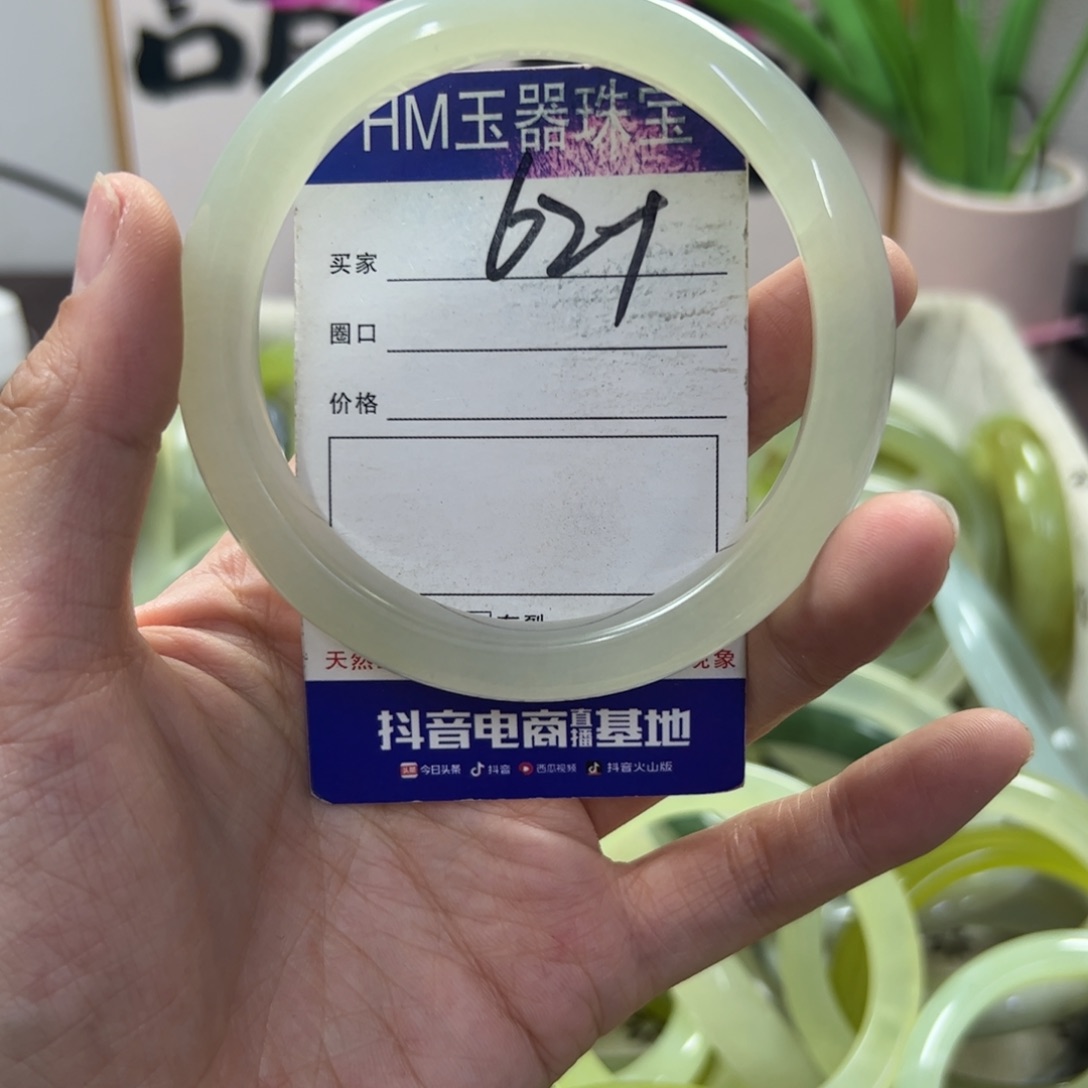 HM玉器珠宝
621
买家
圈口
价格
天然
现象
抖音电商直播基地
今日头条 抖音 西瓜视频 抖音火山版